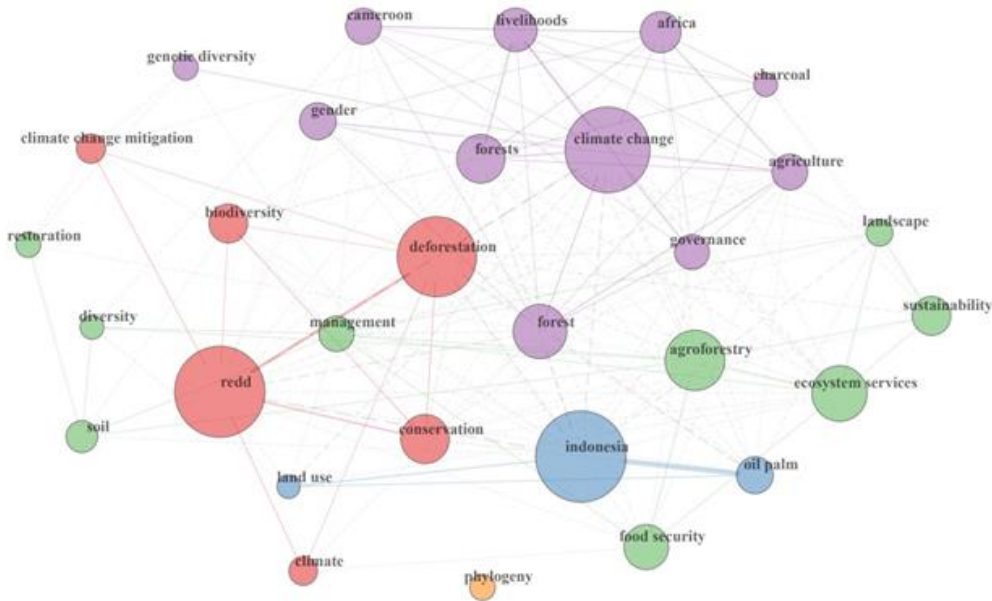 cameroon
livelihoods
africa
genetic diversity
charcoal
gender
climate change mitigation
forests
climate change
agriculture
biodiversity
landscape
restoration
deforestation
governance
sustainability
diversity
management
forest
agroforestry
redd
ecosystem services
soil
conservation
indonesia
oil palm
land use
food security
climate
phylogeny